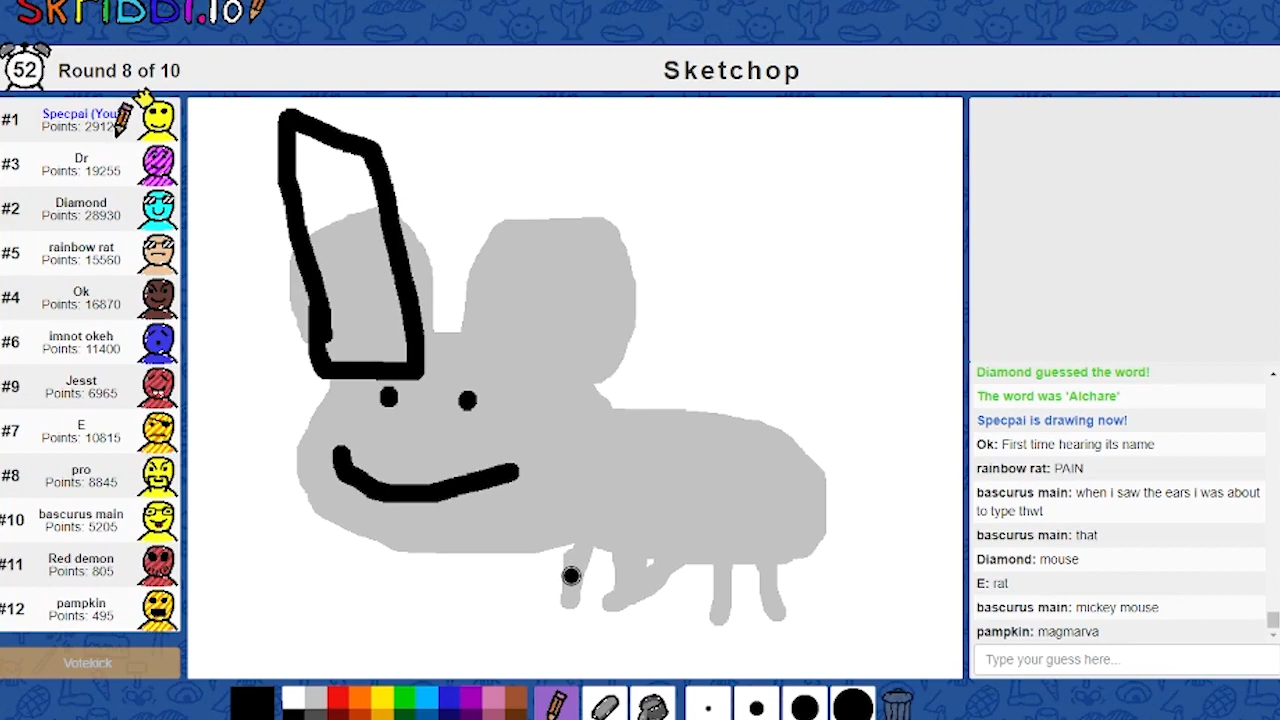 skribbl.io
52
Round 8 of 10
Sketchop
#1
Specpai (You
Points: 2912
#3
Dr
Points: 19255
#2
Diamond
Points: 28930
#5
rainbow rat
Points: 15560
#4
Ok
Points: 16870
#6
imnot okeh
Points: 11400
#9
Jesst
Points: 6965
#7
E
Points: 10815
#8
pro
Points: 8845
#10
bascurus main
Points: 5205
#11
Red demon
Points: 805
#12
pampkin
Points: 495
Votekick
Diamond guessed the word!
The word was 'Alchare'
Specpai is drawing now!
Ok: First time hearing its name
rainbow rat: PAIN
bascurus main: when i saw the ears i was about
to type thwt
bascurus main: that
Diamond: mouse
E: rat
bascurus main: mickey mouse
pampkin: magmarva
Type your guess here...